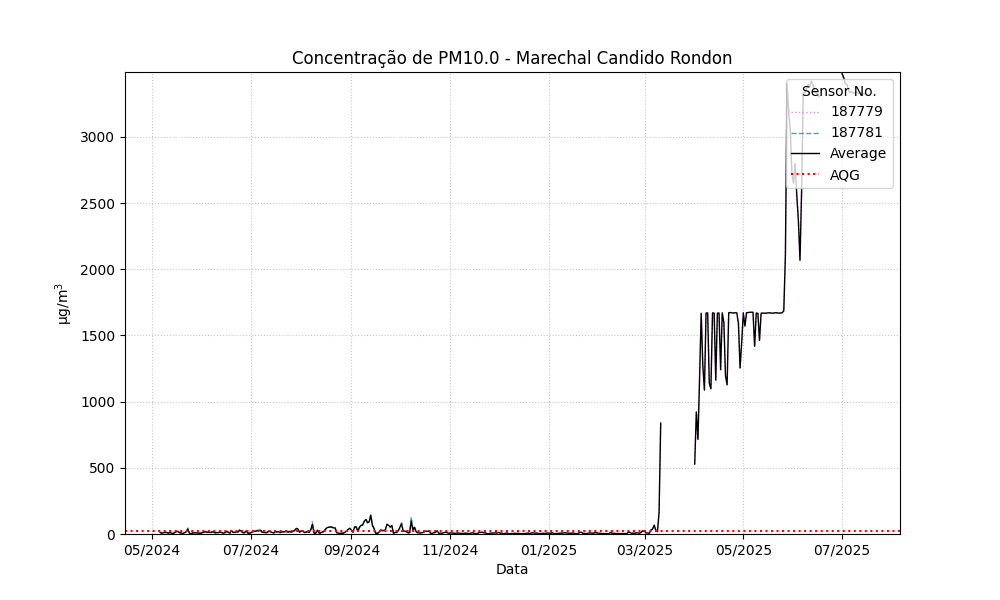 Concentração de PM10.0 - Marechal Candido Rondon
Sensor No.
187779
187781
Average
AQG
3000
2500
2000
1500
1000
500
0
µg/m³
05/2024 07/2024 09/2024 11/2024 01/2025 03/2025 05/2025 07/2025
Data